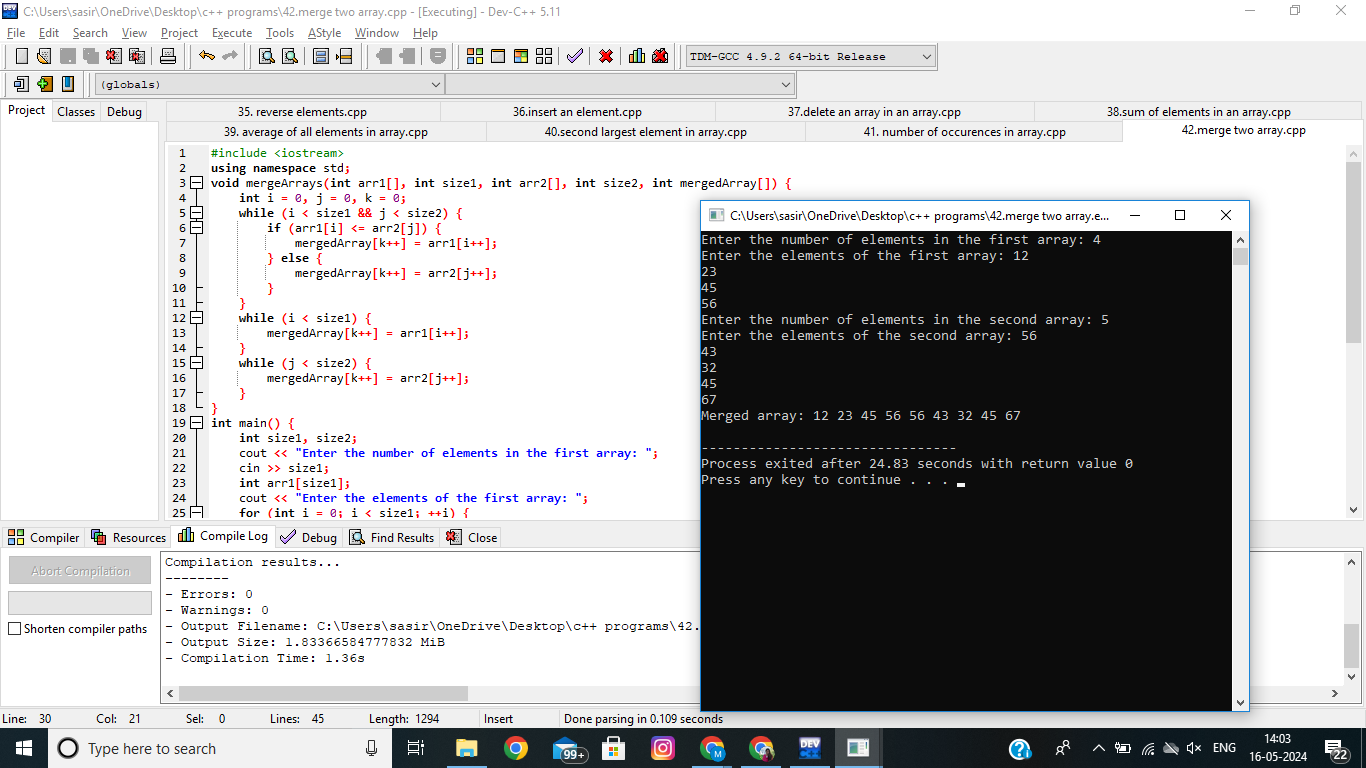 C:\Users\sasir\OneDrive\Desktop\c++ programs\42.merge two array.cpp - [Executing] - Dev-C++ 5.11
File Edit Search View Project Execute Tools AStyle Window Help
TDM-GCC 4.9.2 64-bit Release
(globals)
Project Classes Debug
35. reverse elements.cpp 36.insert an element.cpp 37.delete an array in an array.cpp 38.sum of elements in an array.cpp
39. average of all elements in array.cpp 40.second largest element in array.cpp 41. number of occurences in array.cpp 42.merge two array.cpp
1 #include <iostream>
2 using namespace std;
3 void mergeArrays(int arr1[], int size1, int arr2[], int size2, int mergedArray[]) {
4 int i = 0, j = 0, k = 0;
5 while (i < size1 && j < size2) {
6 if (arr1[i] <= arr2[j]) {
7 mergedArray[k++] = arr1[i++];
8 } else {
9 mergedArray[k++] = arr2[j++];
10 }
11 }
12 while (i < size1) {
13 mergedArray[k++] = arr1[i++];
14 }
15 while (j < size2) {
16 mergedArray[k++] = arr2[j++];
17 }
18 }
19 int main() {
20 int size1, size2;
21 cout << "Enter the number of elements in the first array: ";
22 cin >> size1;
23 int arr1[size1];
24 cout << "Enter the elements of the first array: ";
25 for (int i = 0; i < size1; ++i) {
C:\Users\sasir\OneDrive\Desktop\c++ programs\42.merge two array.e...
Enter the number of elements in the first array: 4
Enter the elements of the first array: 12
23
45
56
Enter the number of elements in the second array: 5
Enter the elements of the second array: 56
43
32
45
67
Merged array: 12 23 45 56 56 43 32 45 67
--------------------------------
Process exited after 24.83 seconds with return value 0
Press any key to continue . . .
Compiler Resources Compile Log Debug Find Results Close
Abort Compilation
Shorten compiler paths
Compilation results...
--------
- Errors: 0
- Warnings: 0
- Output Filename: C:\Users\sasir\OneDrive\Desktop\c++ programs\42.
- Output Size: 1.83366584777832 MiB
- Compilation Time: 1.36s
Line: 30 Col: 21 Sel: 0 Lines: 45 Length: 1294 Insert Done parsing in 0.109 seconds
Type here to search
99+
M
DEV
ENG
14:03
16-05-2024
22